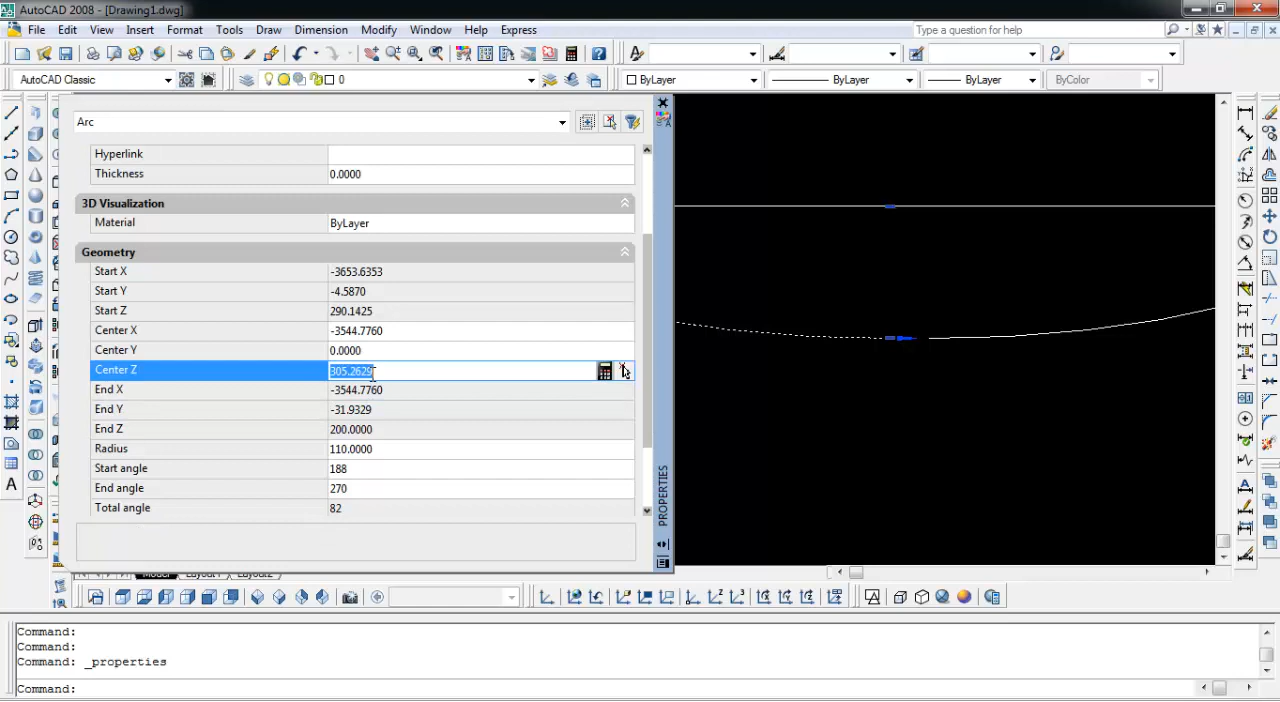 AutoCAD 2008 - [Drawing1.dwg]
File Edit View Insert Format Tools Draw Dimension Modify Window Help
Type a question for help
AutoCAD Classic
0
ByLayer
ByLayer
ByLayer
ByColor
Arc
Hyperlink
Thickness 0.0000
3D Visualization
Material ByLayer
Geometry
Start X -3653.6353
Start Y -4.5870
Start Z 290.1425
Center X -3544.7760
Center Y 0.0000
Center Z 305.2629
End X -3544.7760
End Y -31.9329
End Z 200.0000
Radius 110.0000
Start angle 188
End angle 270
Total angle 82
PROPERTIES
Model Layout1 Layout2
Command:
Command:
Command: _properties
Command: